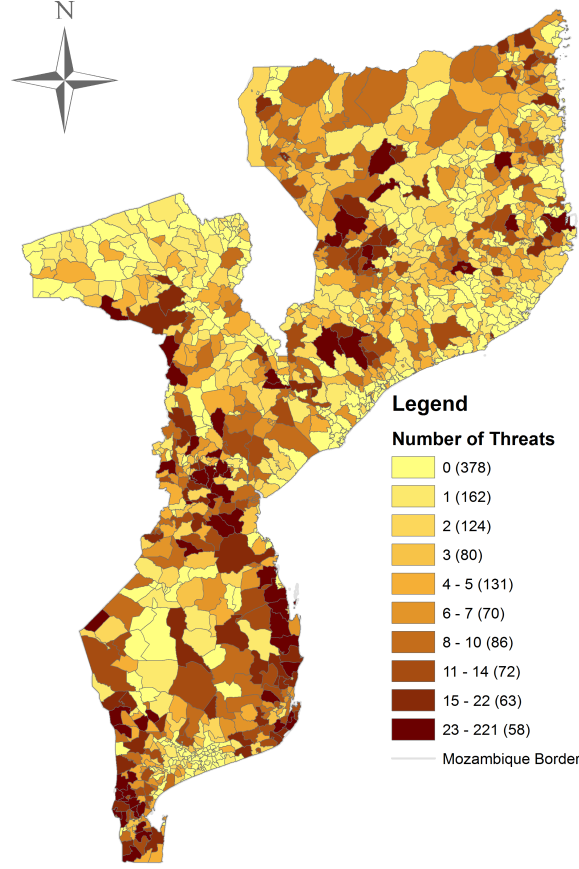 N
Legend
Number of Threats
0 (378)
1 (162)
2 (124)
3 (80)
4 - 5 (131)
6 - 7 (70)
8 - 10 (86)
11 - 14 (72)
15 - 22 (63)
23 - 221 (58)
Mozambique Border